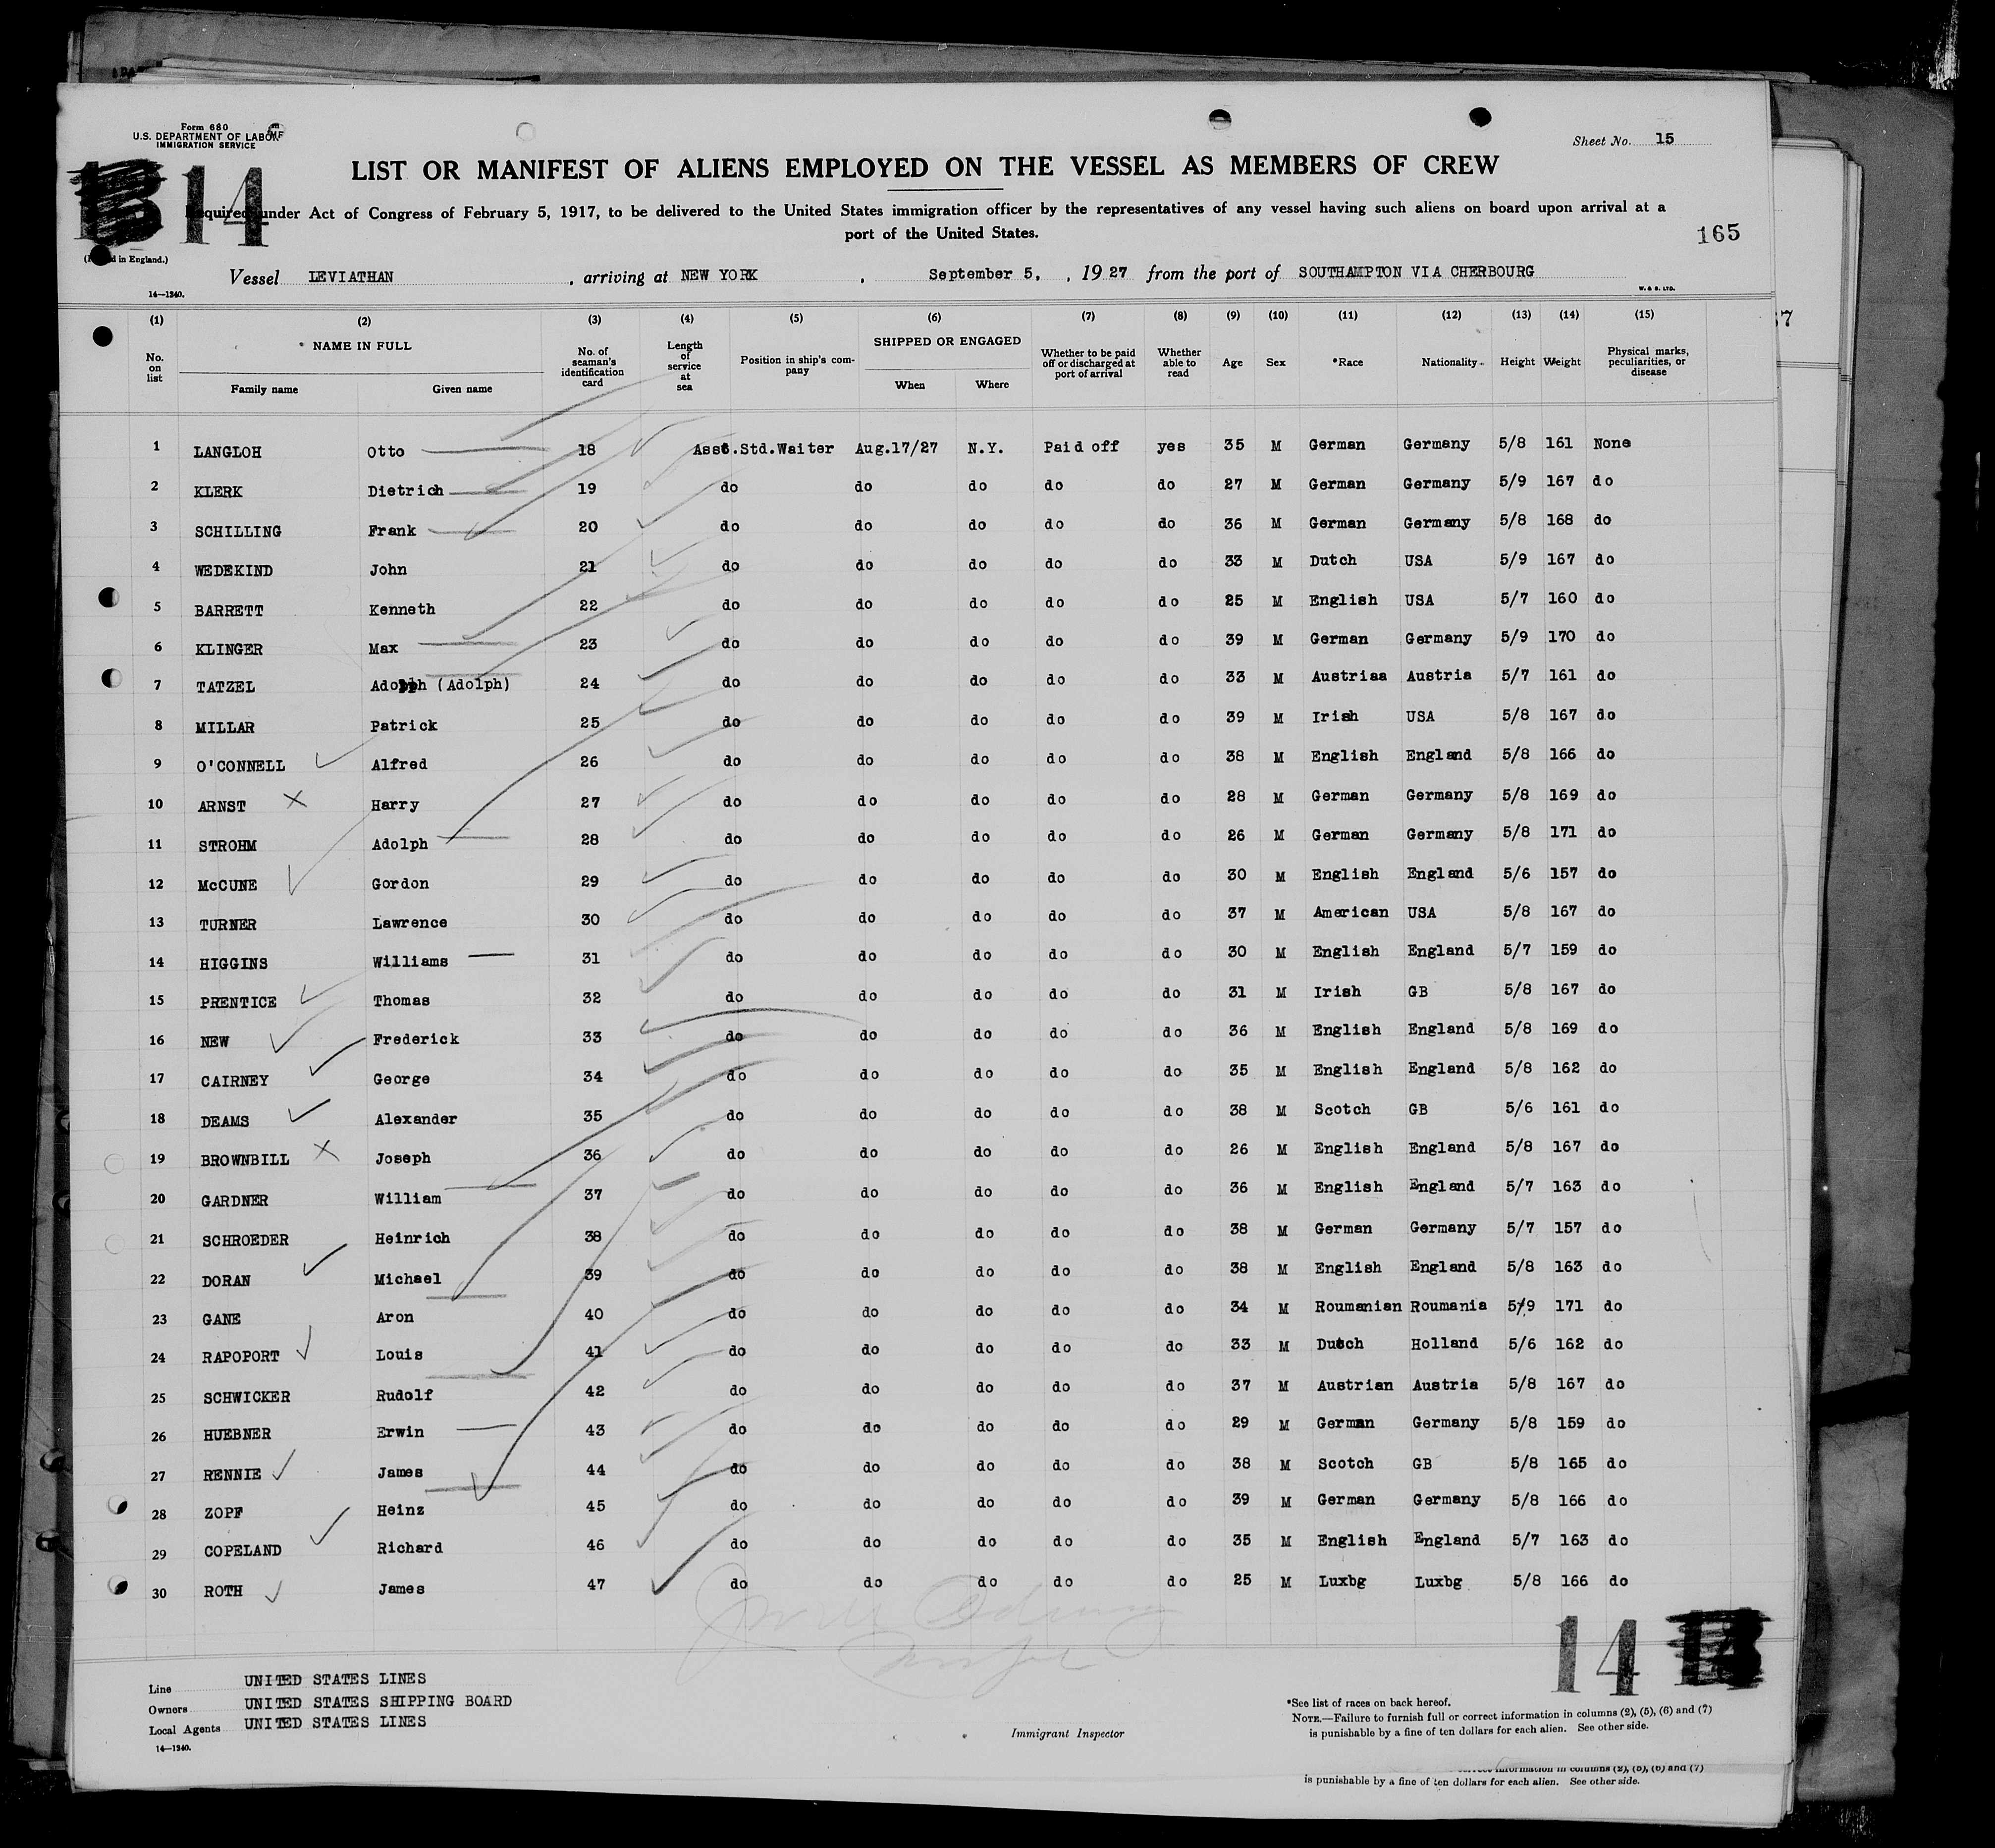 Form 680
U.S. DEPARTMENT OF LABOR
IMMIGRATION SERVICE
Sheet No. 15
14
LIST OR MANIFEST OF ALIENS EMPLOYED ON THE VESSEL AS MEMBERS OF CREW
Required under Act of Congress of February 5, 1917, to be delivered to the United States immigration officer by the representatives of any vessel having such aliens on board upon arrival at a
port of the United States.
165
(Printed in England.)
Vessel LEVIATHAN, arriving at NEW YORK, September 5, , 1927 from the port of SOUTHAMPTON VIA CHERBOURG
14—1240.
W. & S. LTD.
(1) (2) (3) (4) (5) (6) (7) (8) (9) (10) (11) (12) (13) (14) (15)
No. on list NAME IN FULL Family name Given name No. of seaman's identification card Length of service at sea Position in ship's company SHIPPED OR ENGAGED When Where Whether to be paid off or discharged at port of arrival Whether able to read Age Sex *Race Nationality Height Weight Physical marks, peculiarities, or disease
1 LANGLOH Otto 18 Asst.Std.Waiter Aug.17/27 N.Y. Paid off yes 35 M German Germany 5/8 161 None
2 KLERK Dietrich 19 do do do do do 27 M German Germany 5/9 167 do
3 SCHILLING Frank 20 do do do do do 36 M German Germany 5/8 168 do
4 WEDEKIND John 21 do do do do do 33 M Dutch USA 5/9 167 do
5 BARRETT Kenneth 22 do do do do do 25 M English USA 5/7 160 do
6 KLINGER Max 23 do do do do do 39 M German Germany 5/9 170 do
7 TATZEL Adolph (Adolph) 24 do do do do do 33 M Austriaa Austria 5/7 161 do
8 MILLAR Patrick 25 do do do do do 39 M Irish USA 5/8 167 do
9 O'CONNELL Alfred 26 do do do do do 38 M English England 5/8 166 do
10 ARNST Harry 27 do do do do do 28 M German Germany 5/8 169 do
11 STROHM Adolph 28 do do do do do 26 M German Germany 5/8 171 do
12 McCUNE Gordon 29 do do do do do 30 M English England 5/6 157 do
13 TURNER Lawrence 30 do do do do do 37 M American USA 5/8 167 do
14 HIGGINS Williams 31 do do do do do 30 M English England 5/7 159 do
15 PRENTICE Thomas 32 do do do do do 31 M Irish GB 5/8 167 do
16 NEW Frederick 33 do do do do do 36 M English England 5/8 169 do
17 CAIRNEY George 34 do do do do do 35 M English England 5/8 162 do
18 DEAMS Alexander 35 do do do do do 38 M Scotch GB 5/6 161 do
19 BROWNBILL Joseph 36 do do do do do 26 M English England 5/8 167 do
20 GARDNER William 37 do do do do do 36 M English England 5/7 163 do
21 SCHROEDER Heinrich 38 do do do do do 38 M German Germany 5/7 157 do
22 DORAN Michael 39 do do do do do 38 M English England 5/8 163 do
23 GANE Aron 40 do do do do do 34 M Roumanian Roumania 5/9 171 do
24 RAPOPORT Louis 41 do do do do do 33 M Dutch Holland 5/6 162 do
25 SCHWICKER Rudolf 42 do do do do do 37 M Austrian Austria 5/8 167 do
26 HUEBNER Erwin 43 do do do do do 29 M German Germany 5/8 159 do
27 RENNIE James 44 do do do do do 38 M Scotch GB 5/8 165 do
28 ZOPF Heinz 45 do do do do do 39 M German Germany 5/8 166 do
29 COPELAND Richard 46 do do do do do 35 M English England 5/7 163 do
30 ROTH James 47 do do do do do 25 M Luxbg Luxbg 5/8 166 do
14
Line UNITED STATES LINES
Owners UNITED STATES SHIPPING BOARD
Local Agents UNITED STATES LINES
14—1240.
Immigrant Inspector
*See list of races on back hereof.
NOTE.—Failure to furnish full or correct information in columns (2), (5), (6) and (7)
is punishable by a fine of ten dollars for each alien. See other side.
correct information in columns (2), (5), (6) and (7)
is punishable by a fine of ten dollars for each alien. See other side.